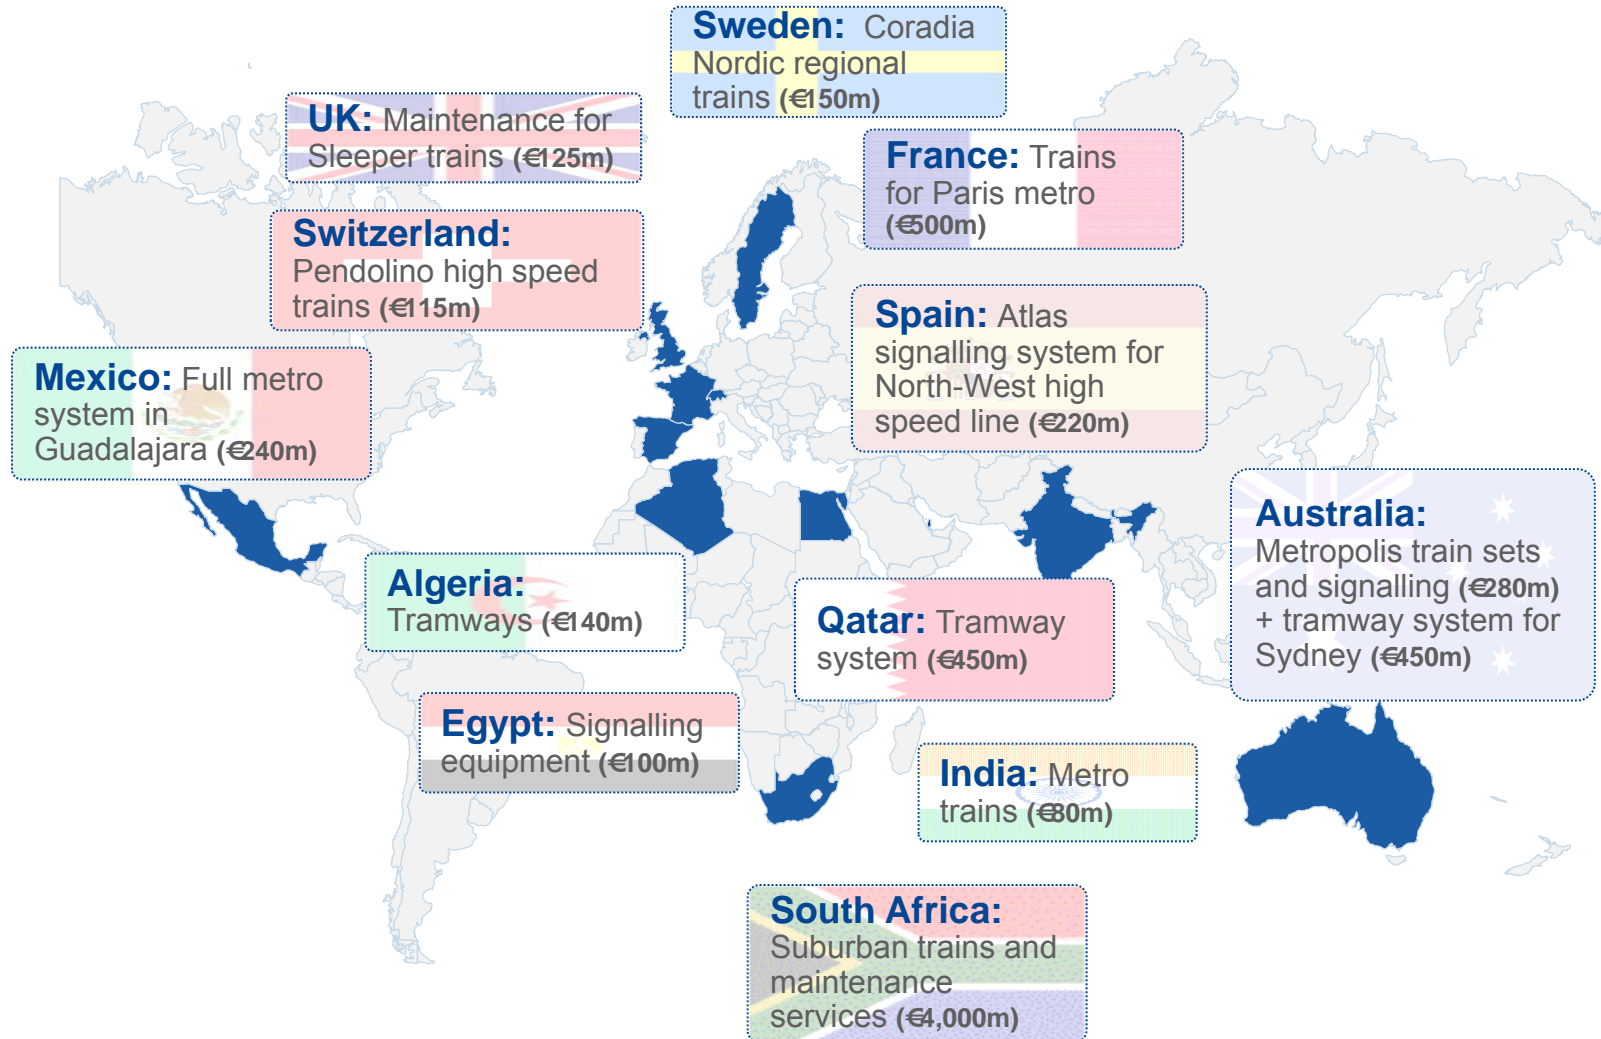 Sweden: Coradia
Nordic regional
trains (€150m)
UK: Maintenance for
Sleeper trains (€125m)
France: Trains
for Paris metro
(€500m)
Switzerland:
Pendolino high speed
trains (€115m)
Spain: Atlas
signalling system for
North-West high
speed line (€220m)
Mexico: Full metro
system in
Guadalajara (€240m)
Australia:
Metropolis train sets
and signalling (€280m)
+ tramway system for
Sydney (€450m)
Algeria:
Tramways (€140m)
Qatar: Tramway
system (€450m)
Egypt: Signalling
equipment (€100m)
India: Metro
trains (€80m)
South Africa:
Suburban trains and
maintenance
services (€4,000m)